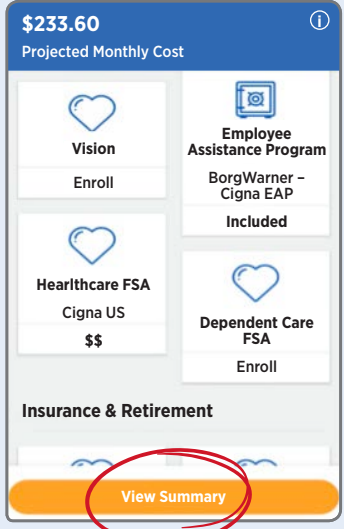 $233.60
Projected Monthly Cost
Vision
Enroll
Employee
Assistance Program
BorgWarner –
Cigna EAP
Included
Hearlthcare FSA
Cigna US
$$
Dependent Care
FSA
Enroll
Insurance & Retirement
View Summary